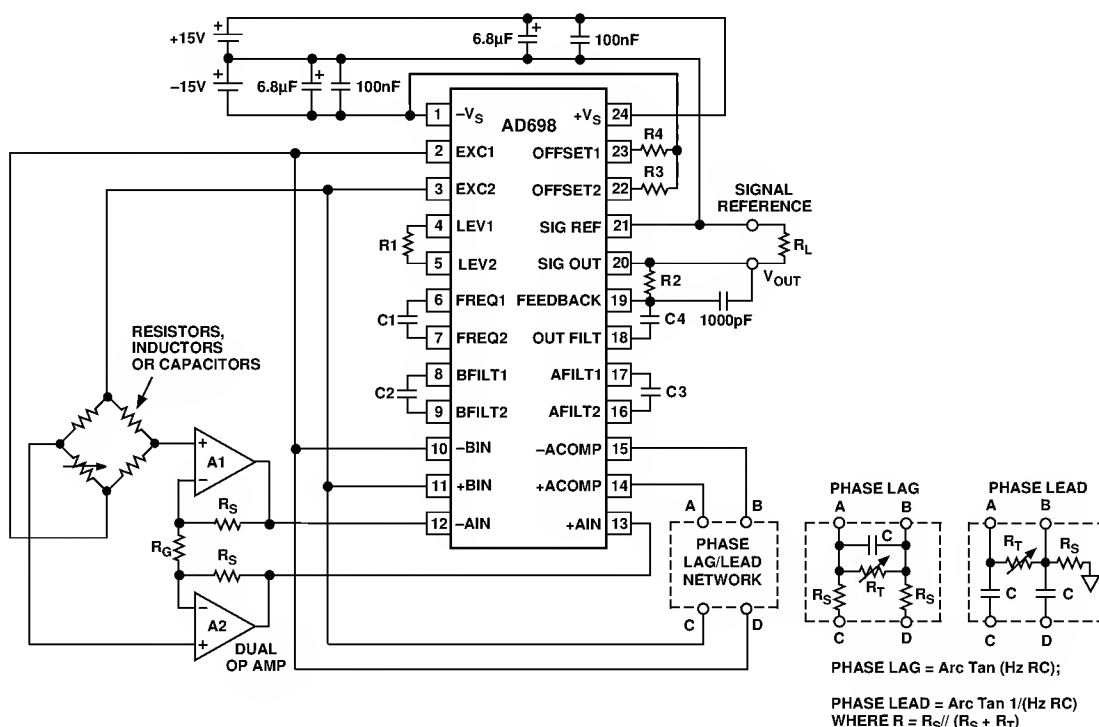 +15V
–15V
6.8µF
100nF
6.8µF
100nF
AD698
1
–VS
2
EXC1
3
EXC2
4
LEV1
5
LEV2
6
FREQ1
7
FREQ2
8
BFILT1
9
BFILT2
10
–BIN
11
+BIN
12
–AIN
+VS
24
OFFSET1
23
OFFSET2
22
SIG REF
21
SIG OUT
20
FEEDBACK
19
OUT FILT
18
AFILT1
17
AFILT2
16
–ACOMP
15
+ACOMP
14
+AIN
13
R1
C1
C2
R4
R3
R2
C4
C3
1000pF
SIGNAL
REFERENCE
RL
VOUT
RESISTORS,
INDUCTORS
OR CAPACITORS
+
A1
–
RS
RG
RS
–
A2
+
DUAL
OP AMP
A
B
PHASE
LAG/LEAD
NETWORK
C
D
PHASE LAG
A
B
C
RT
RS
RS
C
D
PHASE LEAD
A
B
RT
RS
C
C
C
D
PHASE LAG = Arc Tan (Hz RC);
PHASE LEAD = Arc Tan 1/(Hz RC)
WHERE R = RS// (RS + RT)